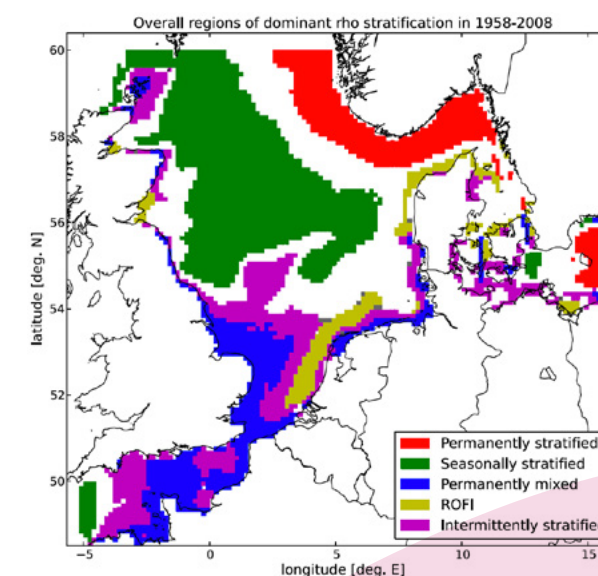 Overall regions of dominant rho stratification in 1958-2008
60
58
56
54
52
50
latitude [deg. N]
Permanently stratified
Seasonally stratified
Permanently mixed
ROFI
Intermittently stratified
−5
0
5
10
15
longitude [deg. E]